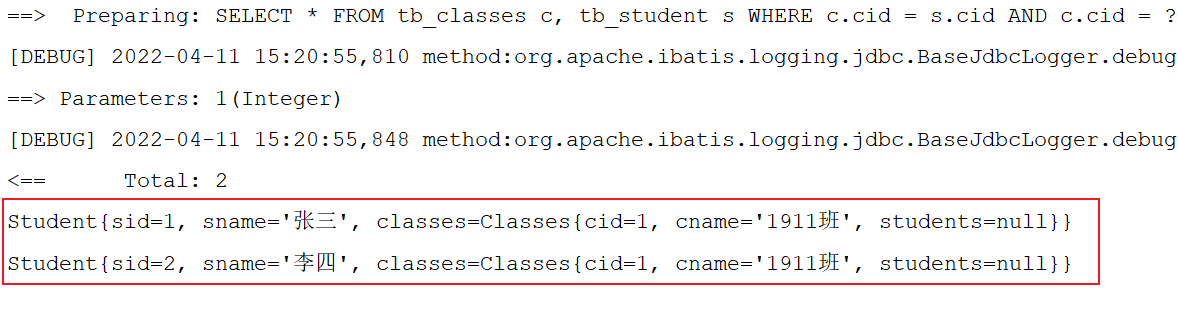 ==>  Preparing: SELECT * FROM tb_classes c, tb_student s WHERE c.cid = s.cid AND c.cid = ?
[DEBUG] 2022-04-11 15:20:55,810 method:org.apache.ibatis.logging.jdbc.BaseJdbcLogger.debug
==> Parameters: 1(Integer)
[DEBUG] 2022-04-11 15:20:55,848 method:org.apache.ibatis.logging.jdbc.BaseJdbcLogger.debug
<==      Total: 2
Student{sid=1, sname='张三', classes=Classes{cid=1, cname='1911班', students=null}}
Student{sid=2, sname='李四', classes=Classes{cid=1, cname='1911班', students=null}}